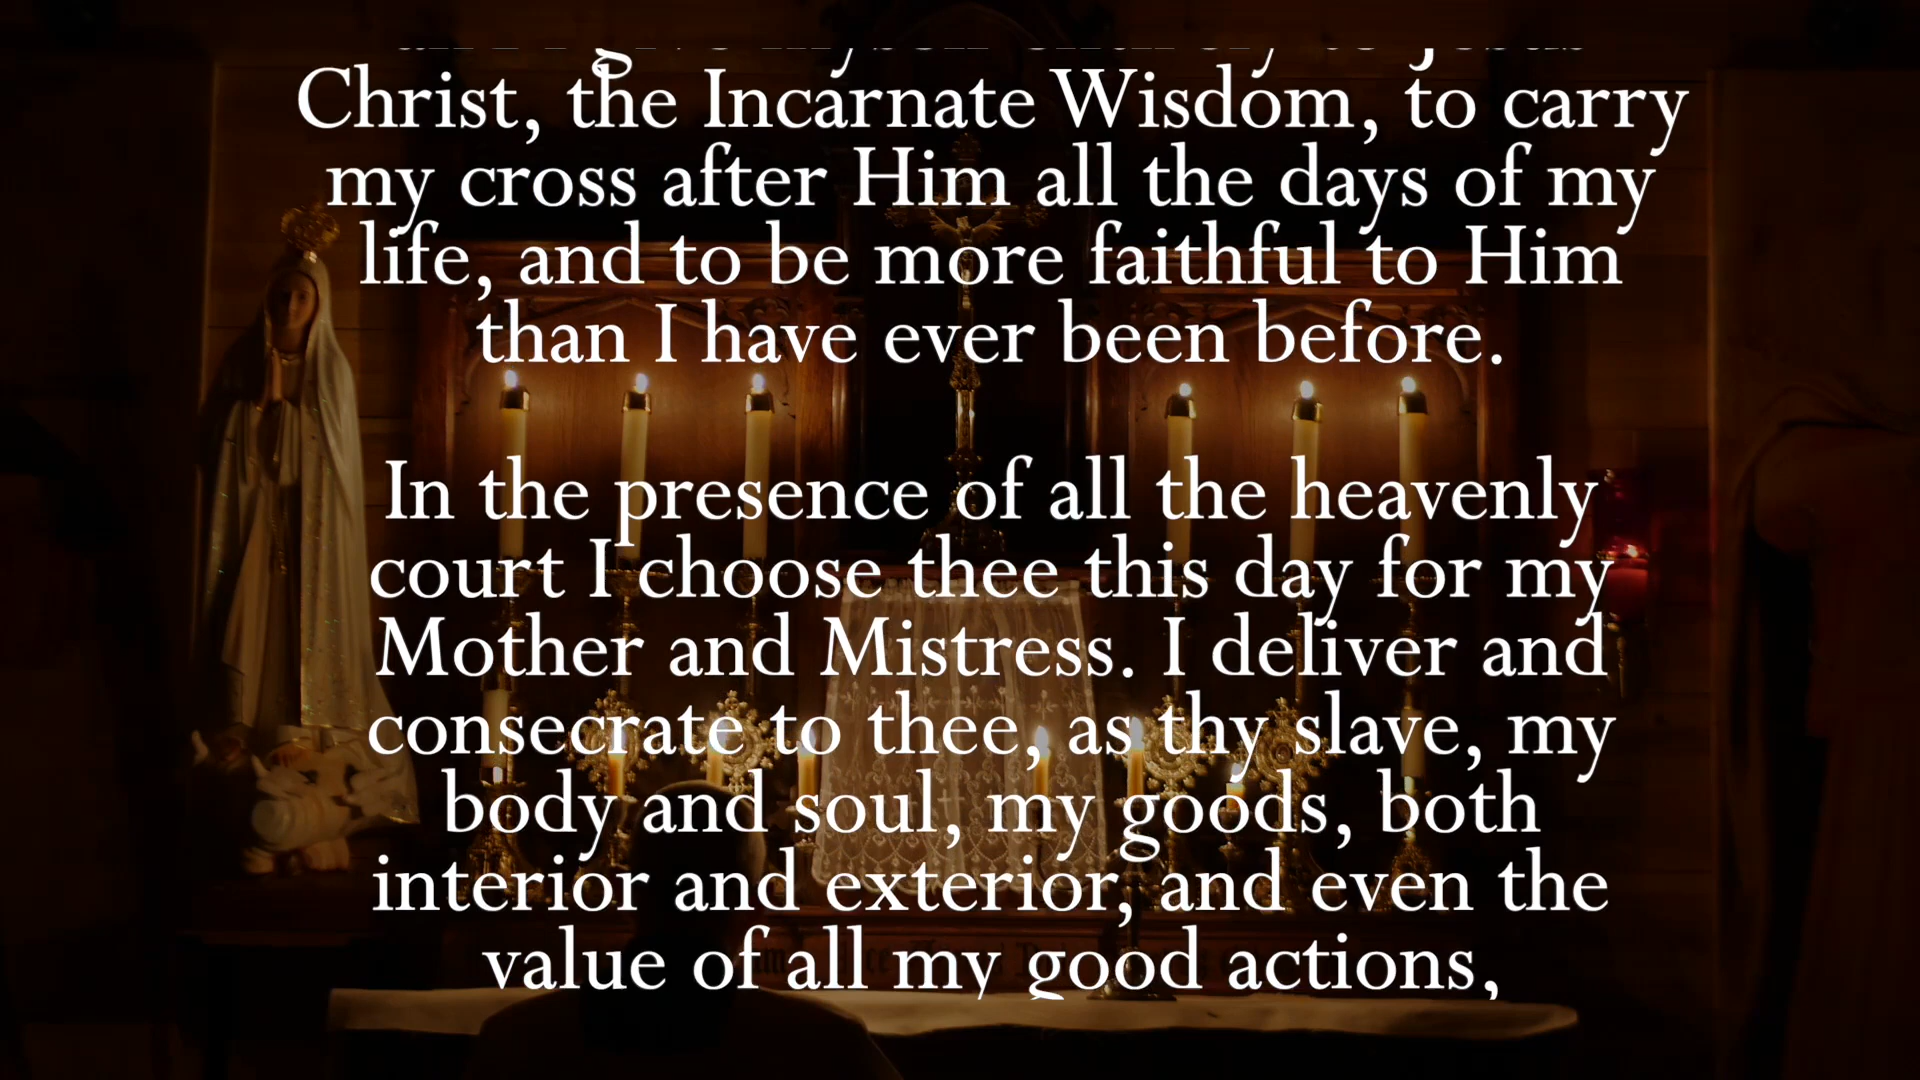 Christ, the Incarnate Wisdom, to carry
my cross after Him all the days of my
life, and to be more faithful to Him
than I have ever been before.
In the presence of all the heavenly
court I choose thee this day for my
Mother and Mistress. I deliver and
consecrate to thee, as thy slave, my
body and soul, my goods, both
interior and exterior, and even the
value of all my good actions,